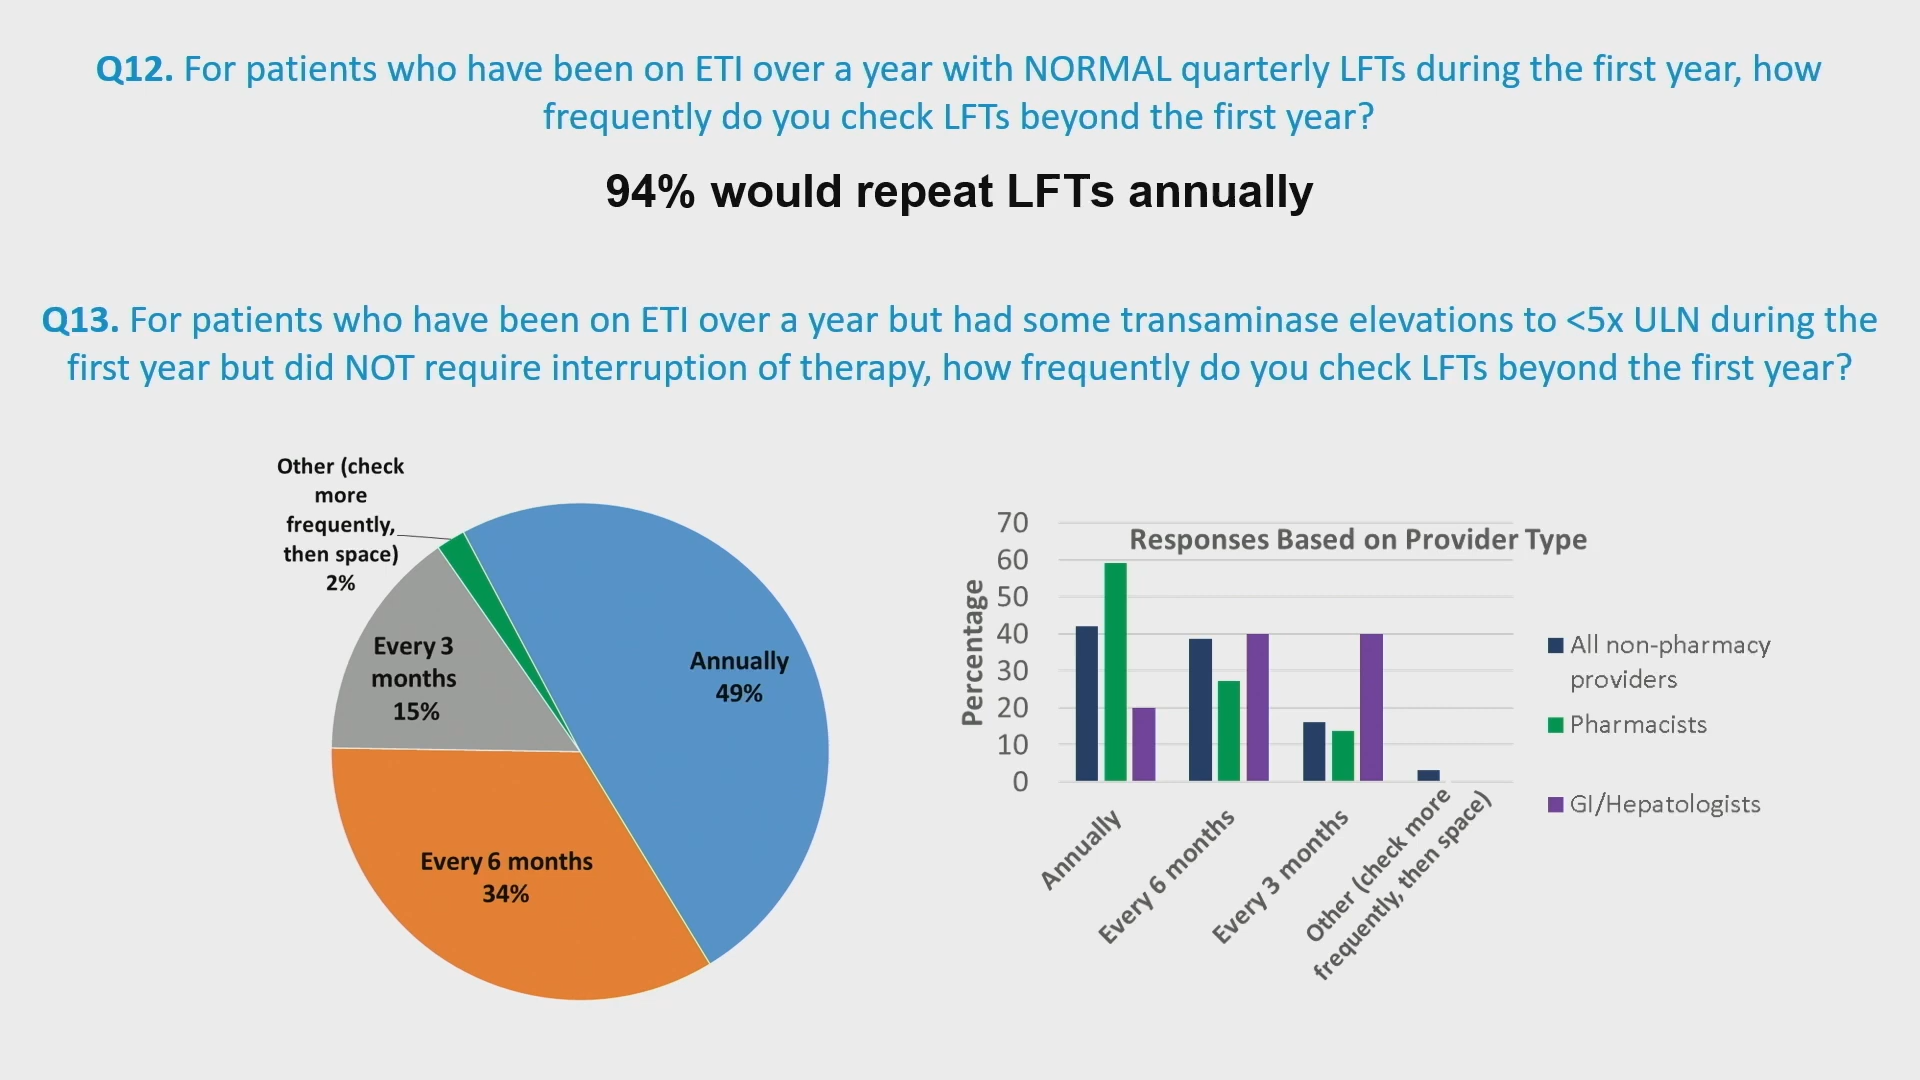 Q12. For patients who have been on ETI over a year with NORMAL quarterly LFTs during the first year, how
frequently do you check LFTs beyond the first year?
94% would repeat LFTs annually
Q13. For patients who have been on ETI over a year but had some transaminase elevations to <5x ULN during the
first year but did NOT require interruption of therapy, how frequently do you check LFTs beyond the first year?
Other (check
more
frequently,
then space)
2%
Every 3
months
15%
Annually
49%
Every 6 months
34%
Responses Based on Provider Type
Percentage
70
60
50
40
30
20
10
0
Annually
Every 6 months
Every 3 months
Other (check more
frequently, then space)
All non-pharmacy
providers
Pharmacists
GI/Hepatologists